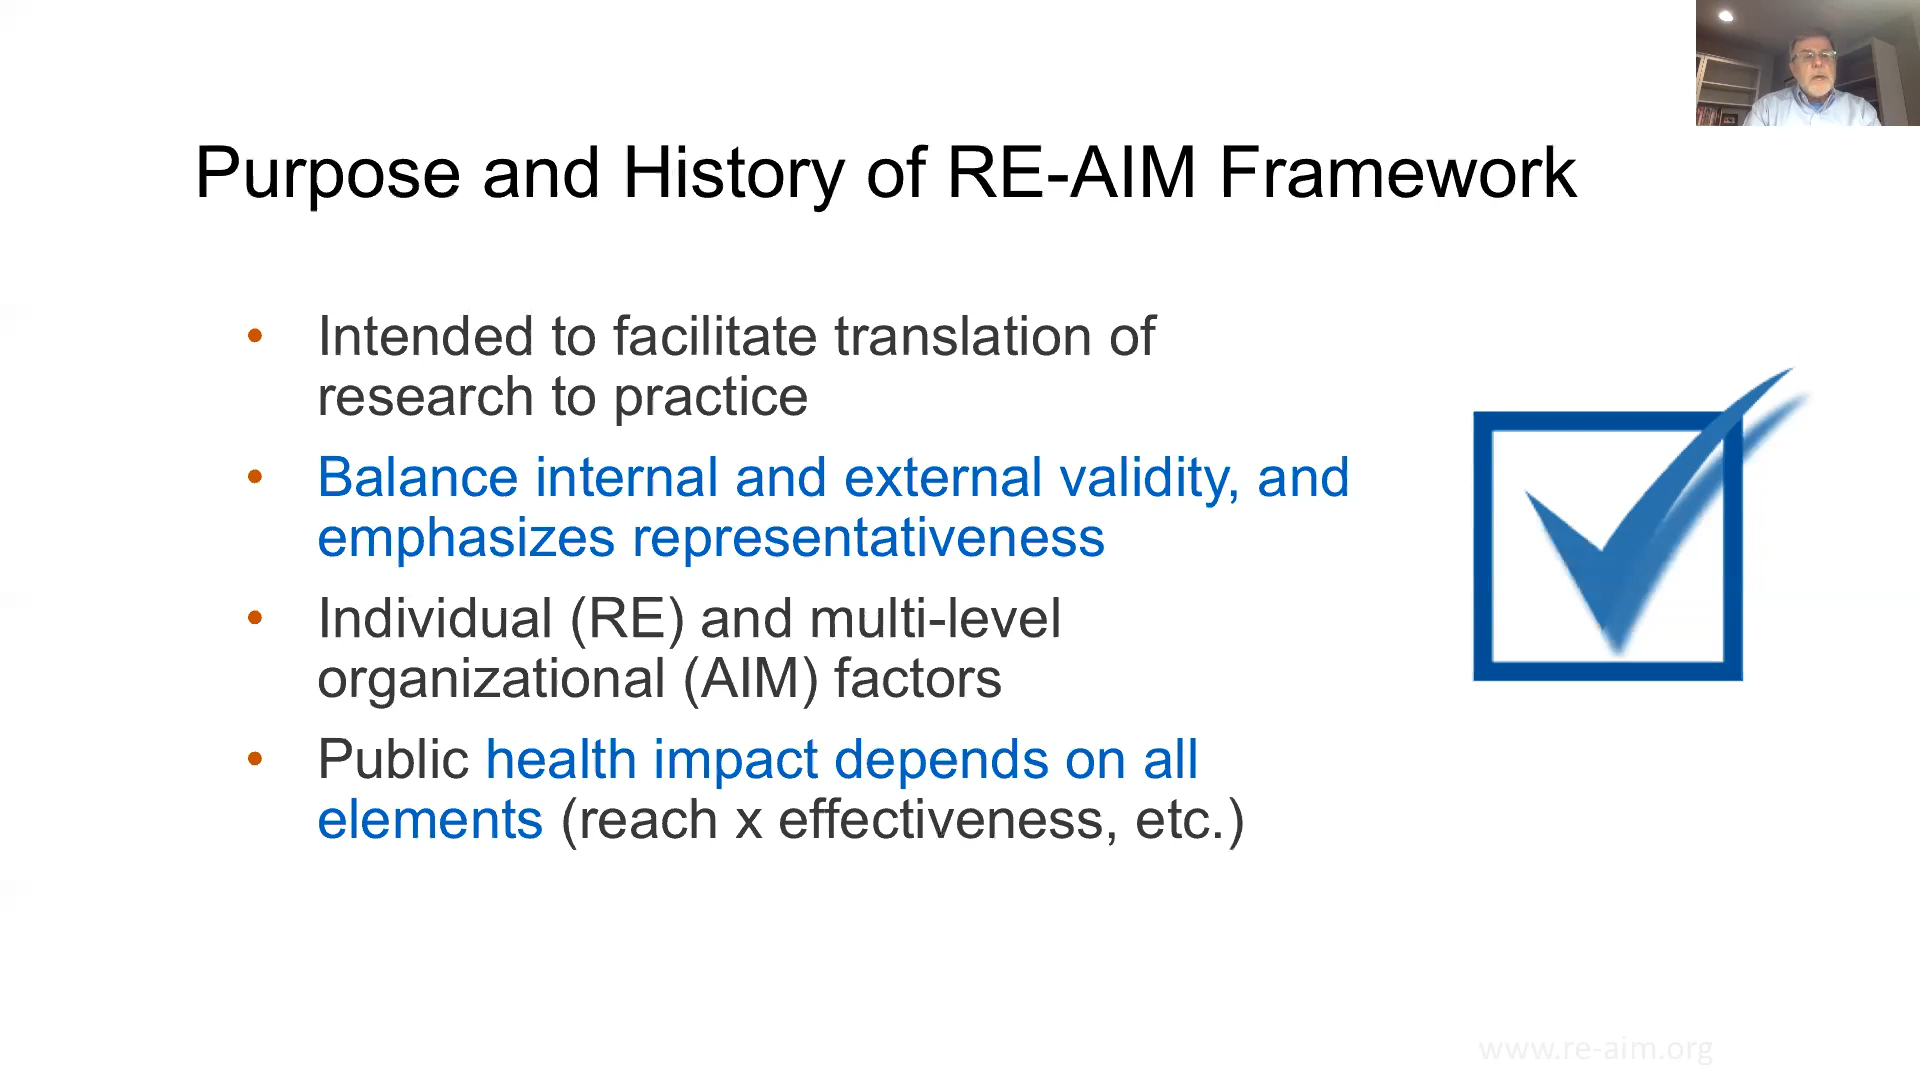 Purpose and History of RE-AIM Framework
• Intended to facilitate translation of
research to practice
• Balance internal and external validity, and
emphasizes representativeness
• Individual (RE) and multi-level
organizational (AIM) factors
• Public health impact depends on all
elements (reach x effectiveness, etc.)
www.re-aim.org